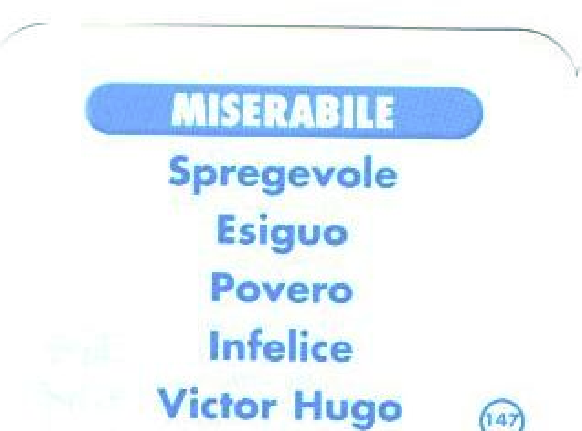 MISERABILE
Spregevole
Esiguo
Povero
Infelice
Victor Hugo
147